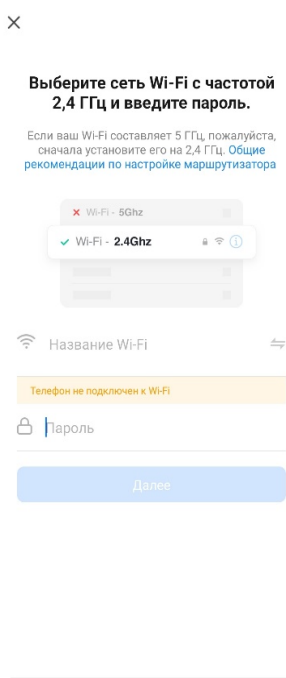 Выберите сеть Wi-Fi с частотой
2,4 ГГц и введите пароль.
Если ваш Wi-Fi составляет 5 ГГц, пожалуйста,
сначала установите его на 2,4 ГГц. Общие
рекомендации по настройке маршрутизатора
Wi-Fi - 5Ghz
Wi-Fi - 2.4Ghz
Название Wi-Fi
Телефон не подключен к Wi-Fi
Пароль
Далее